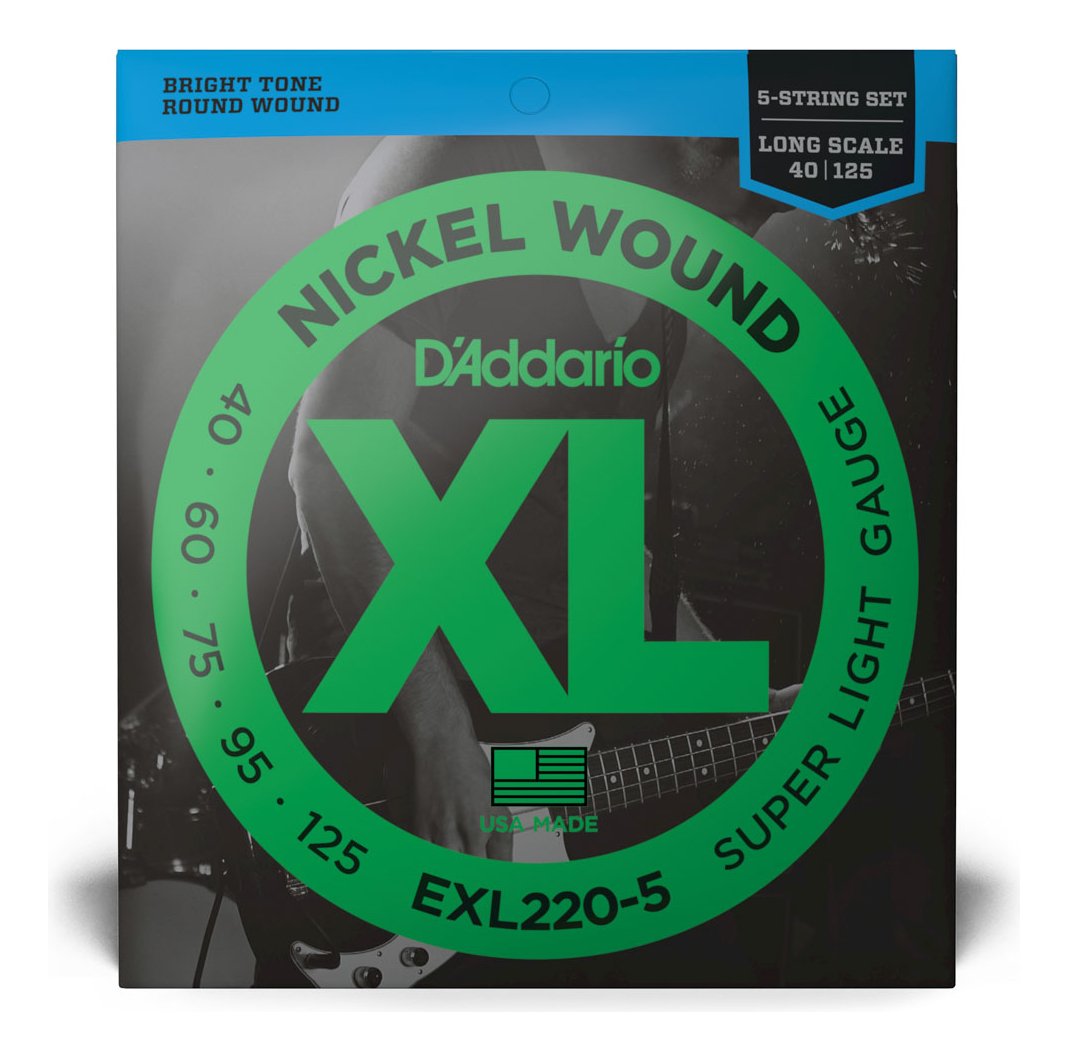 BRIGHT TONE
ROUND WOUND
5-STRING SET
LONG SCALE
40|125
NICKEL WOUND
D'Addario
XL
40 · 60 · 75 · 95 · 125
SUPER LIGHT GAUGE
USA MADE
EXL220-5